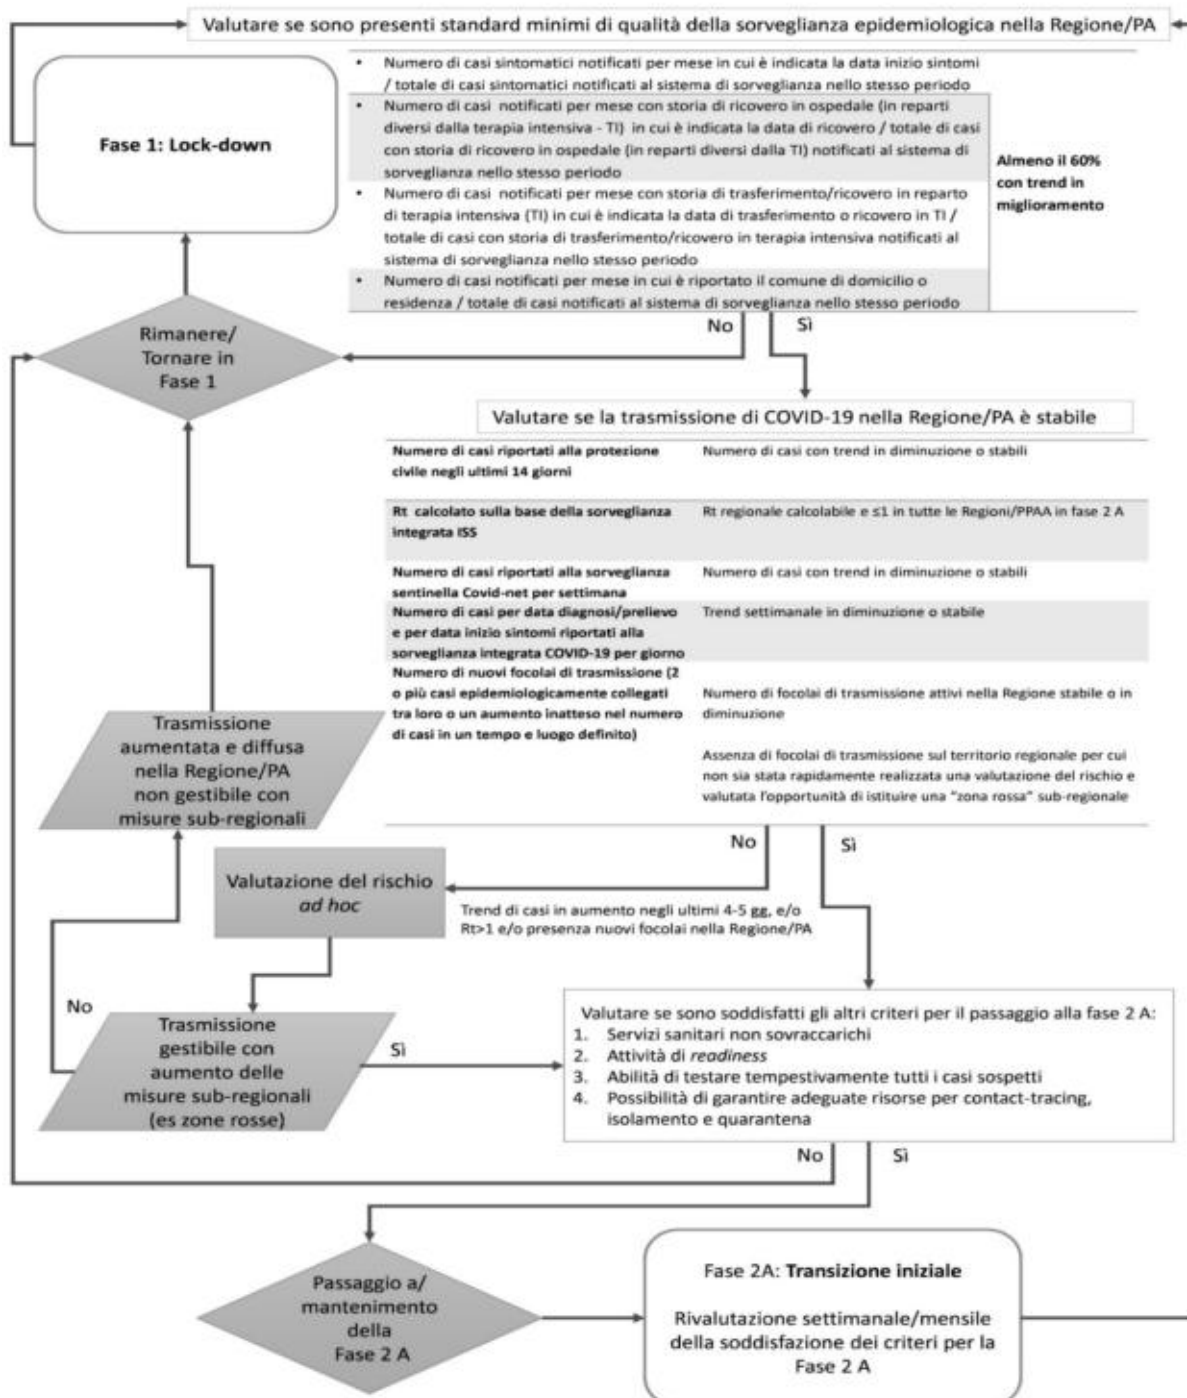 Valutare se sono presenti standard minimi di qualità della sorveglianza epidemiologica nella Regione/PA
Fase 1: Lock-down
• Numero di casi sintomatici notificati per mese in cui è indicata la data inizio sintomi
/ totale di casi sintomatici notificati al sistema di sorveglianza nello stesso periodo
• Numero di casi notificati per mese con storia di ricovero in ospedale (in reparti
diversi dalla terapia intensiva - TI) in cui è indicata la data di ricovero / totale di casi
con storia di ricovero in ospedale (in reparti diversi dalla TI) notificati al sistema di
sorveglianza nello stesso periodo
• Numero di casi notificati per mese con storia di trasferimento/ricovero in reparto
di terapia intensiva (TI) in cui è indicata la data di trasferimento o ricovero in TI /
totale di casi con storia di trasferimento/ricovero in terapia intensiva notificati al
sistema di sorveglianza nello stesso periodo
• Numero di casi notificati per mese in cui è riportato il comune di domicilio o
residenza / totale di casi notificati al sistema di sorveglianza nello stesso periodo
Almeno il 60%
con trend in
miglioramento
No
Sì
Rimanere/
Tornare in
Fase 1
Valutare se la trasmissione di COVID-19 nella Regione/PA è stabile
Numero di casi riportati alla protezione
civile negli ultimi 14 giorni
Numero di casi con trend in diminuzione o stabili
Rt calcolato sulla base della sorveglianza
integrata ISS
Rt regionale calcolabile e ≤1 in tutte le Regioni/PPAA in fase 2 A
Numero di casi riportati alla sorveglianza
sentinella Covid-net per settimana
Numero di casi con trend in diminuzione o stabili
Numero di casi per data diagnosi/prelievo
e per data inizio sintomi riportati alla
sorveglianza integrata COVID-19 per giorno
Trend settimanale in diminuzione o stabile
Numero di nuovi focolai di trasmissione (2
o più casi epidemiologicamente collegati
tra loro o un aumento inatteso nel numero
di casi in un tempo e luogo definito)
Numero di focolai di trasmissione attivi nella Regione stabile o in
diminuzione
Assenza di focolai di trasmissione sul territorio regionale per cui
non sia stata rapidamente realizzata una valutazione del rischio e
valutata l'opportunità di istituire una "zona rossa" sub-regionale
Trasmissione
aumentata e diffusa
nella Regione/PA
non gestibile con
misure sub-regionali
No
Sì
Valutazione del rischio
ad hoc
Trend di casi in aumento negli ultimi 4-5 gg, e/o
Rt>1 e/o presenza nuovi focolai nella Regione/PA
No
Trasmissione
gestibile con
aumento delle
misure sub-regionali
(es zone rosse)
Sì
Valutare se sono soddisfatti gli altri criteri per il passaggio alla fase 2 A:
1. Servizi sanitari non sovraccarichi
2. Attività di readiness
3. Abilità di testare tempestivamente tutti i casi sospetti
4. Possibilità di garantire adeguate risorse per contact-tracing,
isolamento e quarantena
No
Sì
Passaggio a/
mantenimento
della
Fase 2 A
Fase 2A: Transizione iniziale
Rivalutazione settimanale/mensile
della soddisfazione dei criteri per la
Fase 2 A